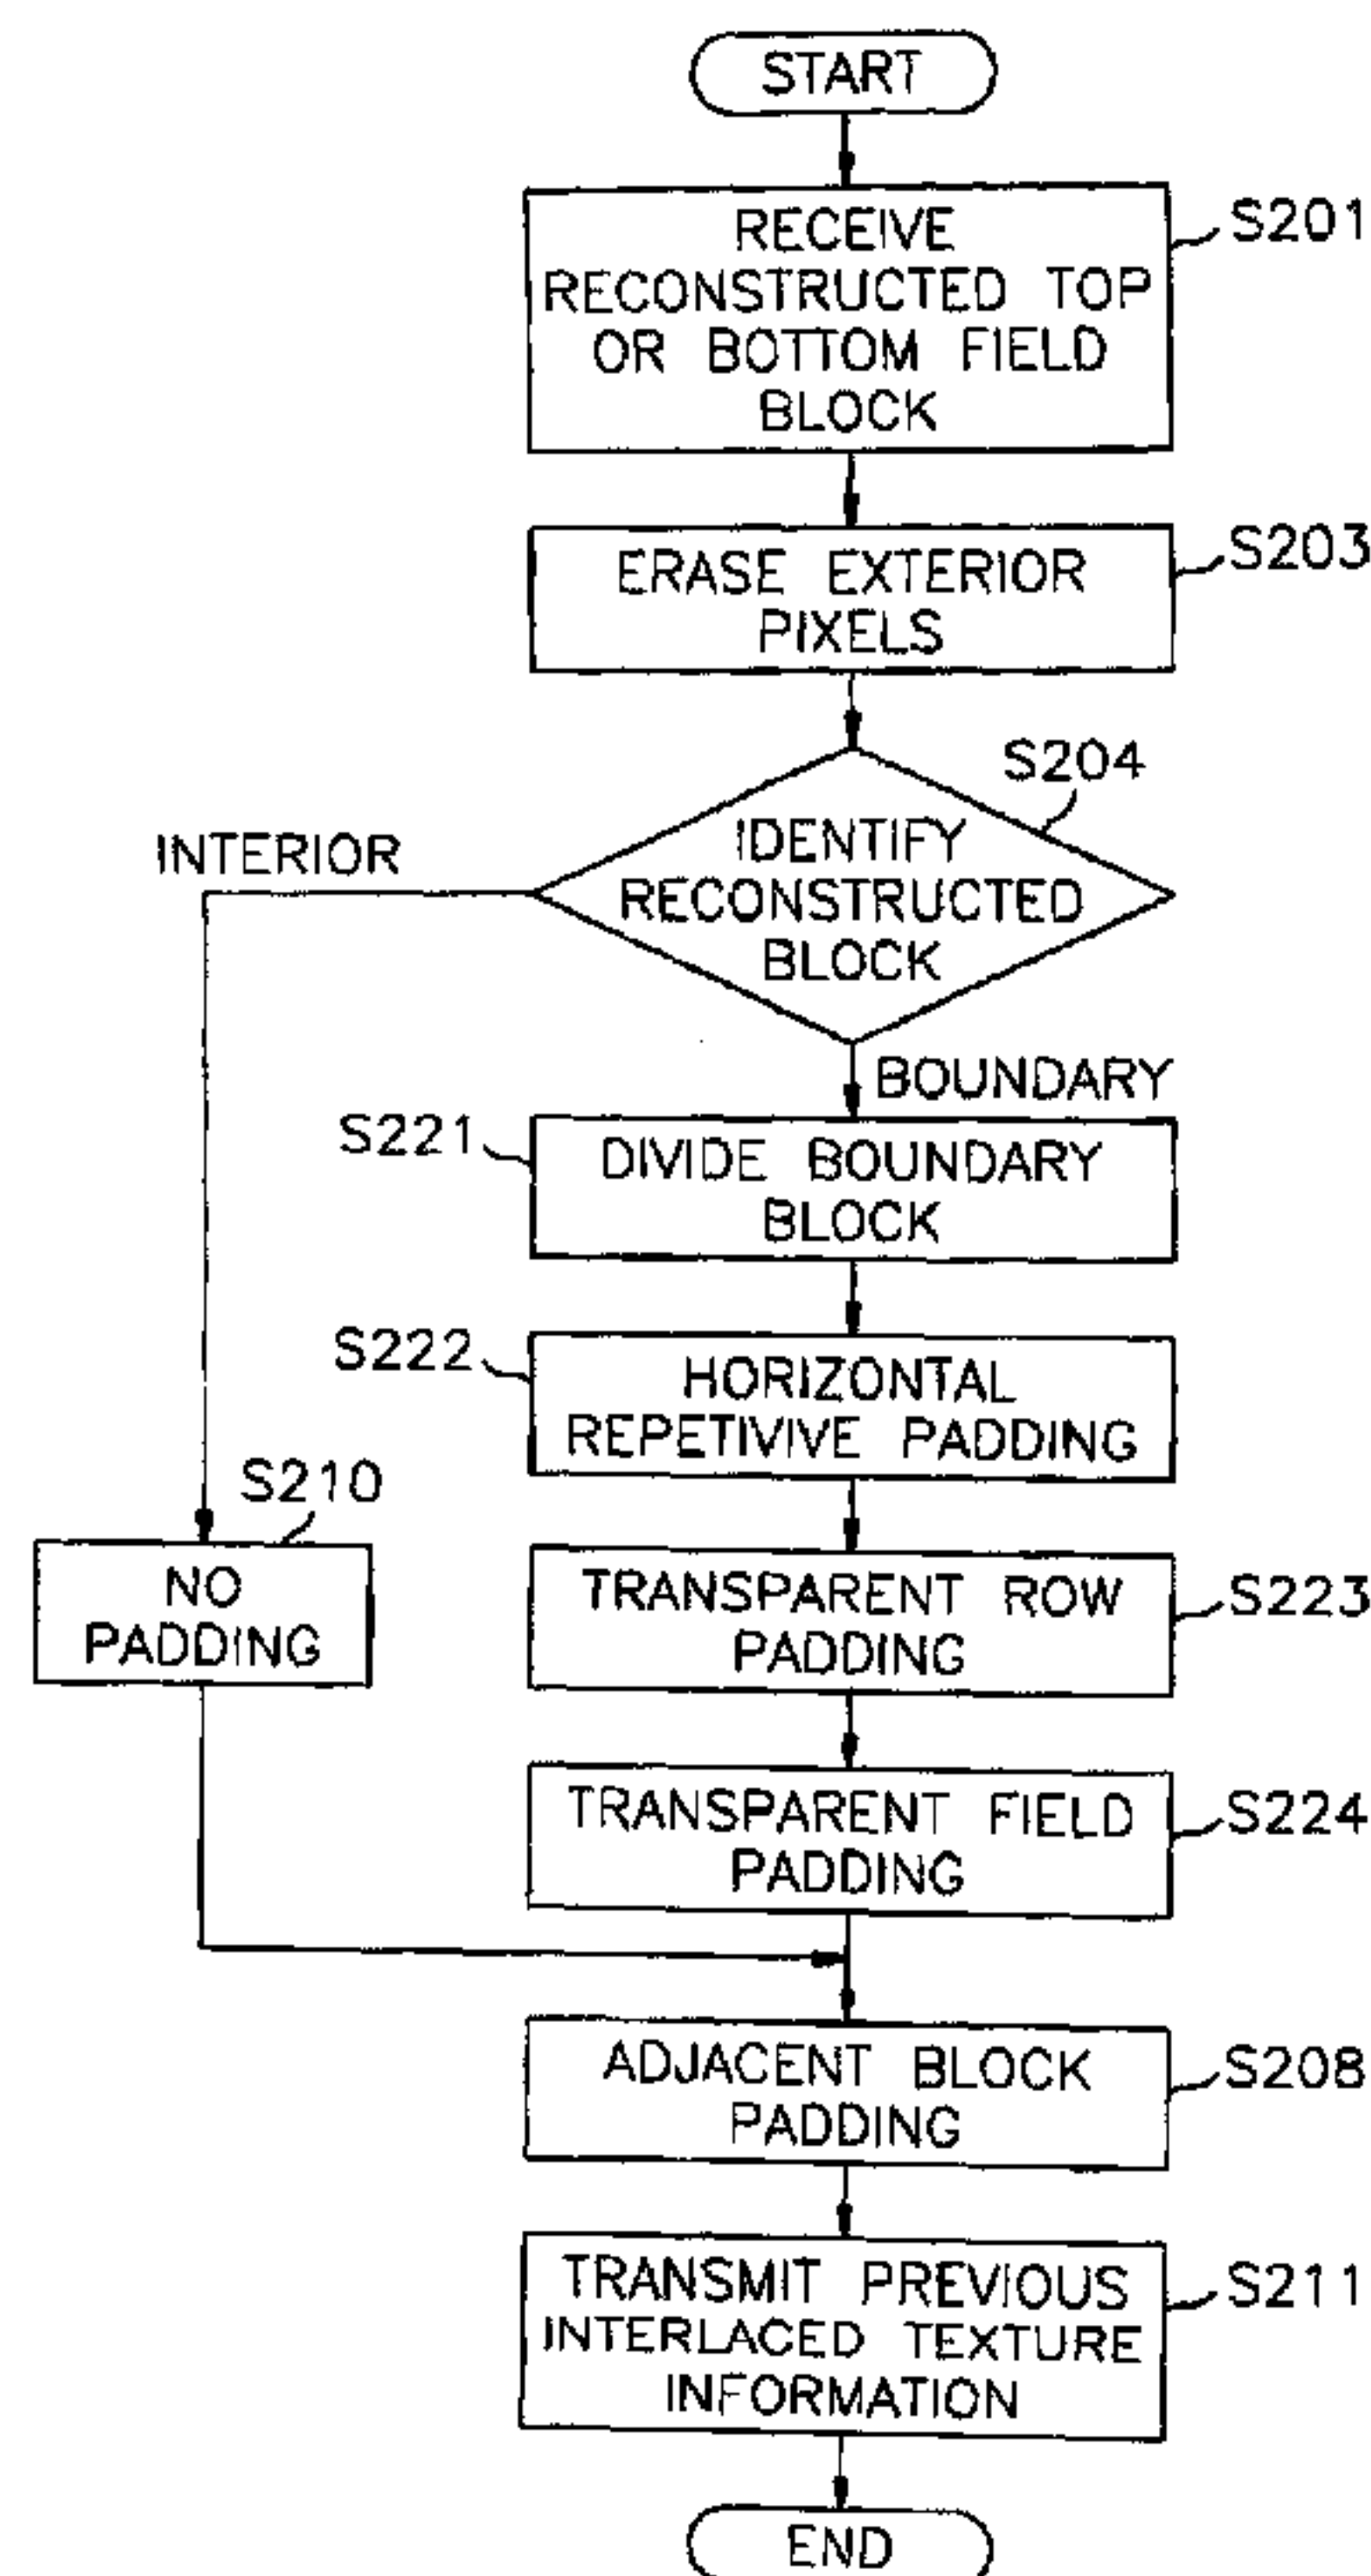 START
RECEIVE
RECONSTRUCTED TOP
OR BOTTOM FIELD
BLOCK
S201
ERASE EXTERIOR
PIXELS
S203
S204
IDENTIFY
RECONSTRUCTED
BLOCK
INTERIOR
BOUNDARY
S221
DIVIDE BOUNDARY
BLOCK
S222
HORIZONTAL
REPETIVIVE PADDING
S210
NO
PADDING
TRANSPARENT ROW
PADDING
S223
TRANSPARENT FIELD
PADDING
S224
ADJACENT BLOCK
PADDING
S208
TRANSMIT PREVIOUS
INTERLACED TEXTURE
INFORMATION
S211
END